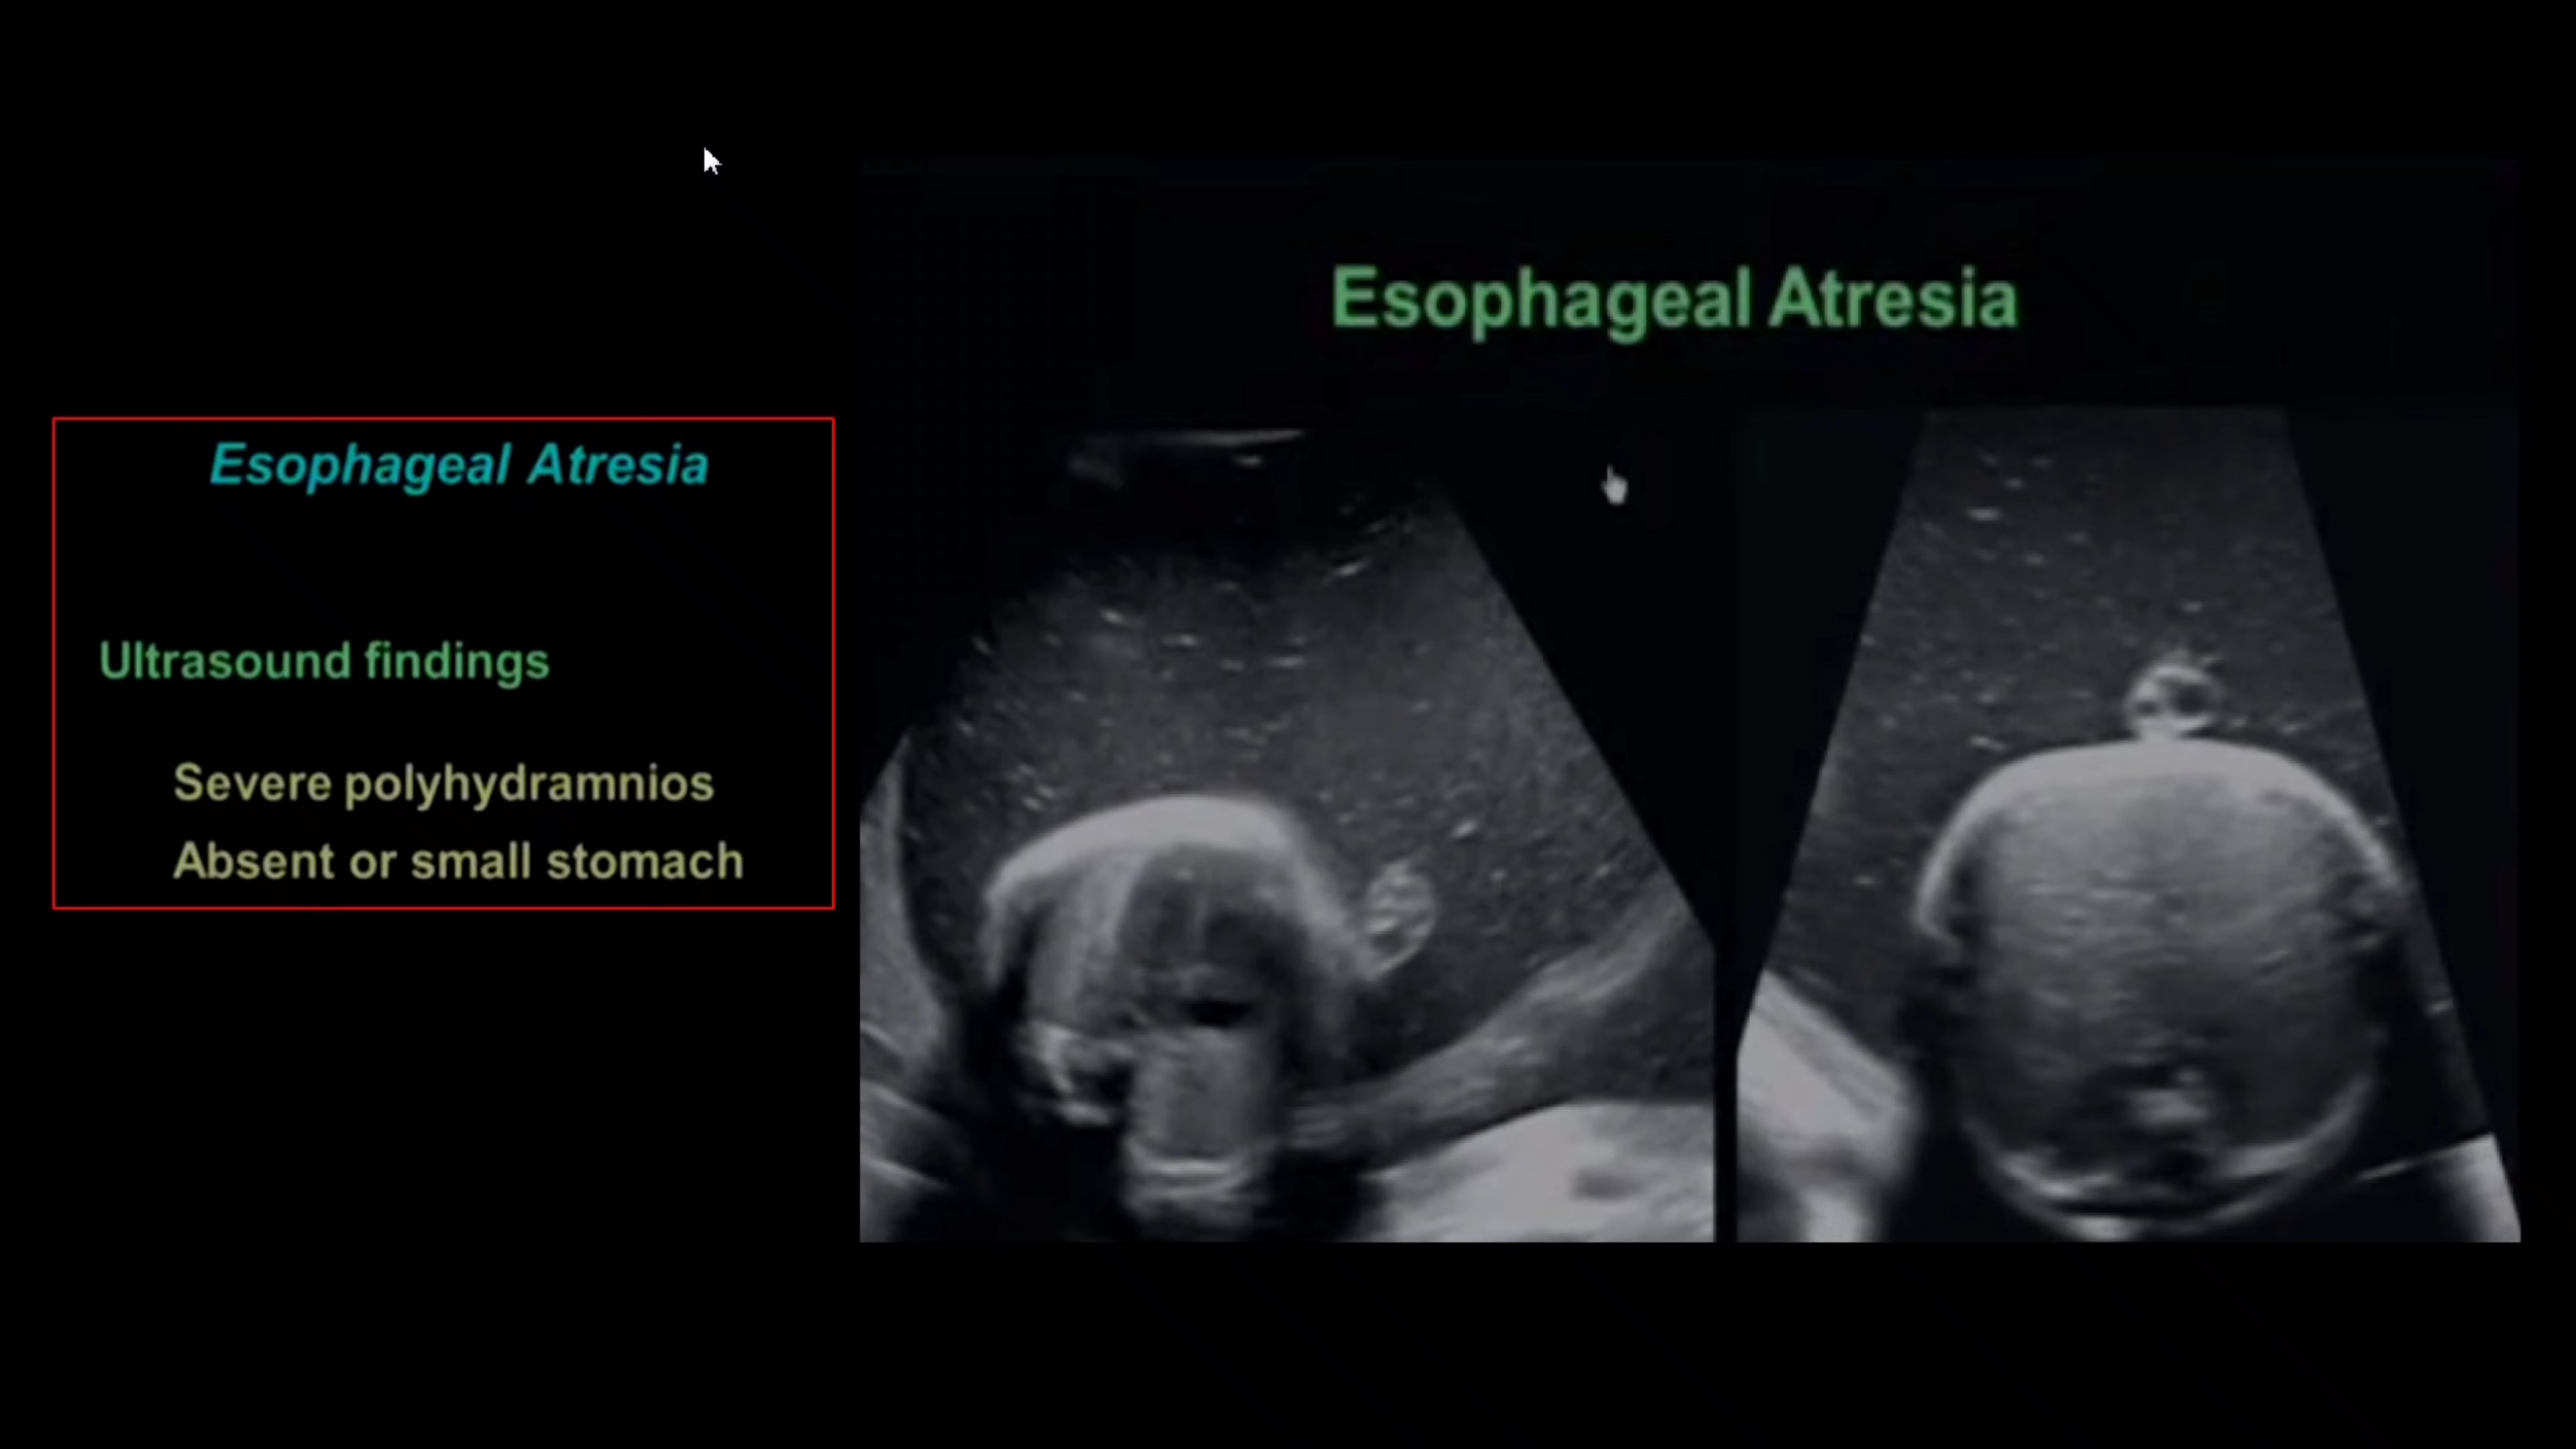 Esophageal Atresia
Ultrasound findings
Severe polyhydramnios
Absent or small stomach
Esophageal Atresia